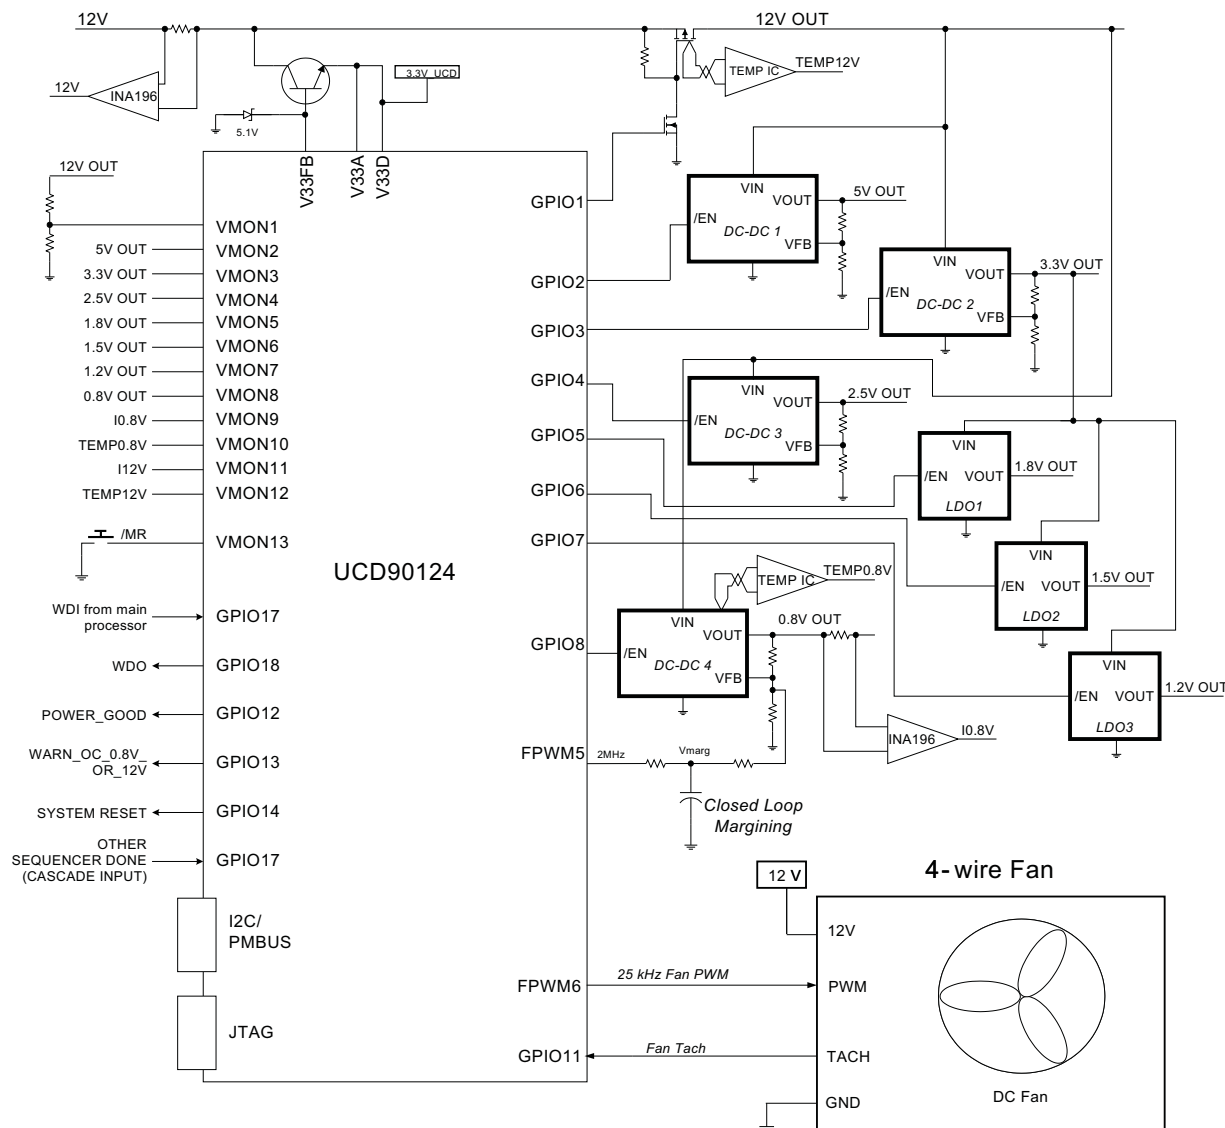 12V
12V OUT
TEMP IC
TEMP12V
3.3V_UCD
12V
INA196
5.1V
V33FB
V33A
V33D
12V OUT
VMON1
5V OUT
VMON2
3.3V OUT
VMON3
2.5V OUT
VMON4
1.8V OUT
VMON5
1.5V OUT
VMON6
1.2V OUT
VMON7
0.8V OUT
VMON8
I0.8V
VMON9
TEMP0.8V
VMON10
I12V
VMON11
TEMP12V
VMON12
/MR
VMON13
UCD90124
WDI from main
processor
GPIO17
WDO
GPIO18
POWER_GOOD
GPIO12
WARN_OC_0.8V_
OR_12V
GPIO13
SYSTEM RESET
GPIO14
OTHER
SEQUENCER DONE
(CASCADE INPUT)
GPIO17
I2C/
PMBUS
JTAG
GPIO1
GPIO2
GPIO3
GPIO4
GPIO5
GPIO6
GPIO7
GPIO8
FPWM5
FPWM6
GPIO11
VIN
VOUT
5V OUT
/EN
DC-DC 1
VFB
VIN
VOUT
3.3V OUT
/EN
DC-DC 2
VFB
VIN
VOUT
2.5V OUT
/EN
DC-DC 3
VFB
VIN
/EN
VOUT
1.8V OUT
LDO1
VIN
/EN
VOUT
1.5V OUT
LDO2
VIN
/EN
VOUT
1.2V OUT
LDO3
TEMP IC
TEMP0.8V
VIN
VOUT
0.8V OUT
/EN
DC-DC 4
VFB
INA196
I0.8V
2MHz
Vmarg
Closed Loop
Margining
12 V
4-wire Fan
12V
25 kHz Fan PWM
PWM
Fan Tach
TACH
DC Fan
GND